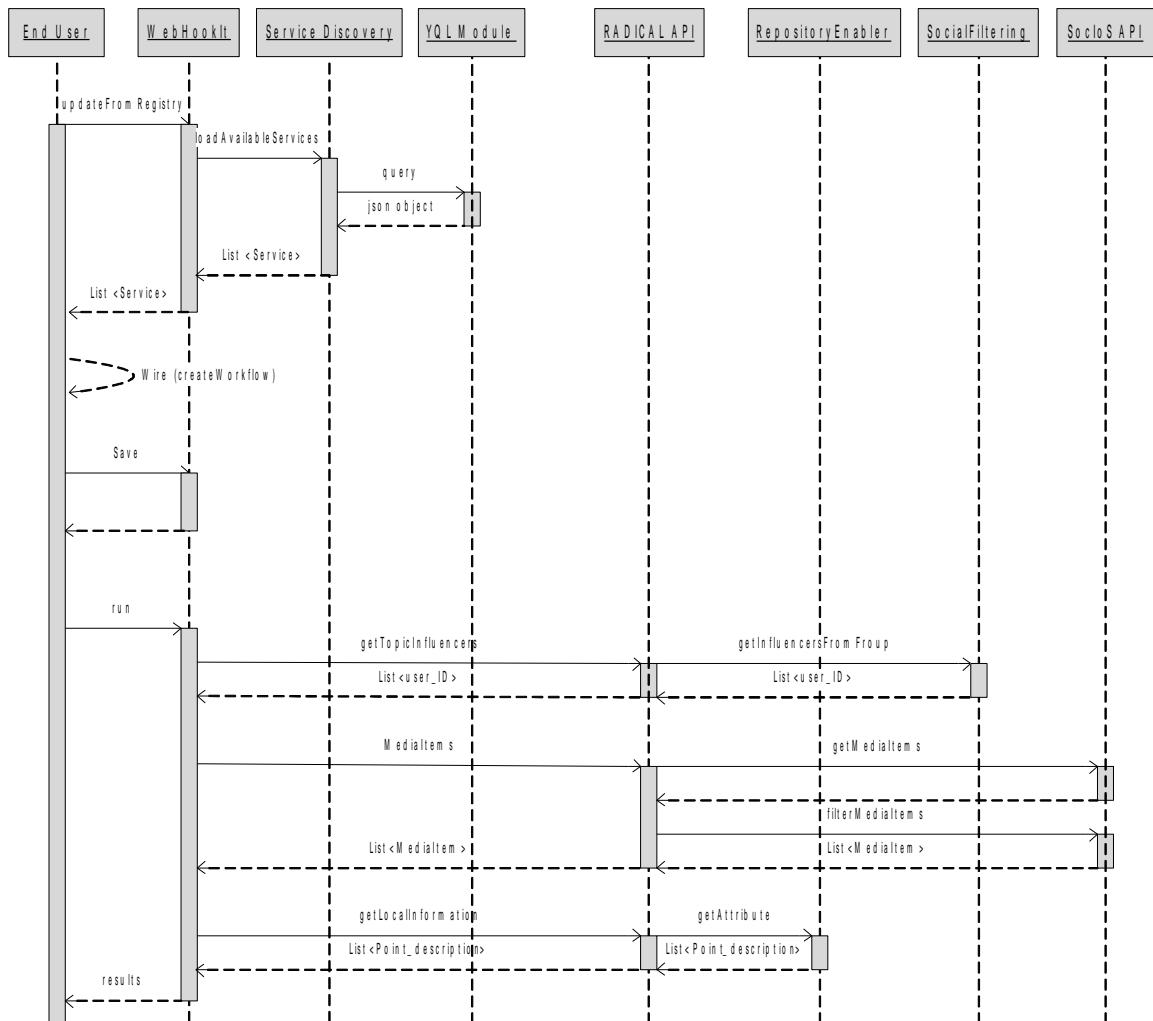 End User
WebHookIt
Service Discovery
YQL Module
RADICAL API
RepositoryEnabler
SocialFiltering
SocIoS API
updateFromRegistry
loadAvailableServices
query
json object
List <Service>
List <Service>
Wire (createWorkflow)
Save
run
getTopicInfluencers
getInfluencersFromFroup
List<user_ID>
List<user_ID>
MediaItems
getMediaItems
filterMediaItems
List<MediaItem>
List<MediaItem>
getLocalInformation
getAttribute
List<Point_description>
List<Point_description>
results